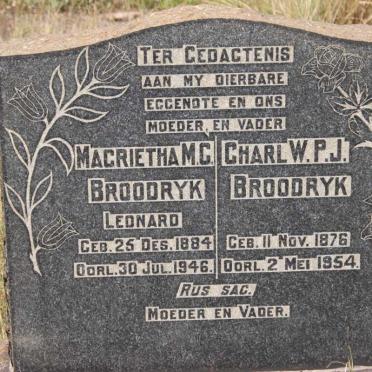 TER GEDACTENIS
AAN MY DIERBARE
EGGENOTE EN ONS
MOEDER EN VADER
MAGRIETHA M.C.
BROODRYK
LEONARD
GEB. 25 DES. 1884
OORL. 30 JUL. 1946.
CHARL W.P.J.
BROODRYK
GEB. 11 NOV. 1876
OORL. 2 MEI 1954.
RUS SAG.
MOEDER EN VADER.